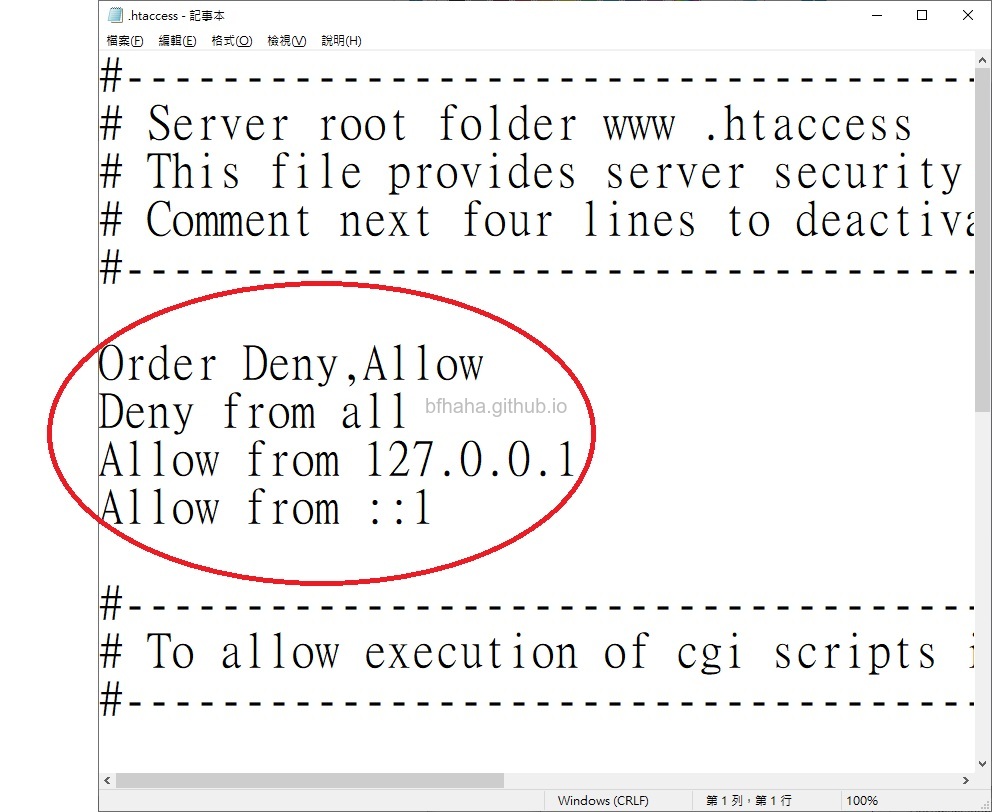 .htaccess - 記事本
檔案(F) 編輯(E) 格式(O) 檢視(V) 說明(H)
#-------------------------------------
# Server root folder www .htaccess
# This file provides server security
# Comment next four lines to deactiva
#-------------------------------------
Order Deny,Allow
Deny from all
bfhaha.github.io
Allow from 127.0.0.1
Allow from ::1
#-------------------------------------
# To allow execution of cgi scripts i
#-------------------------------------
Windows (CRLF) 第 1 列，第 1 行 100%